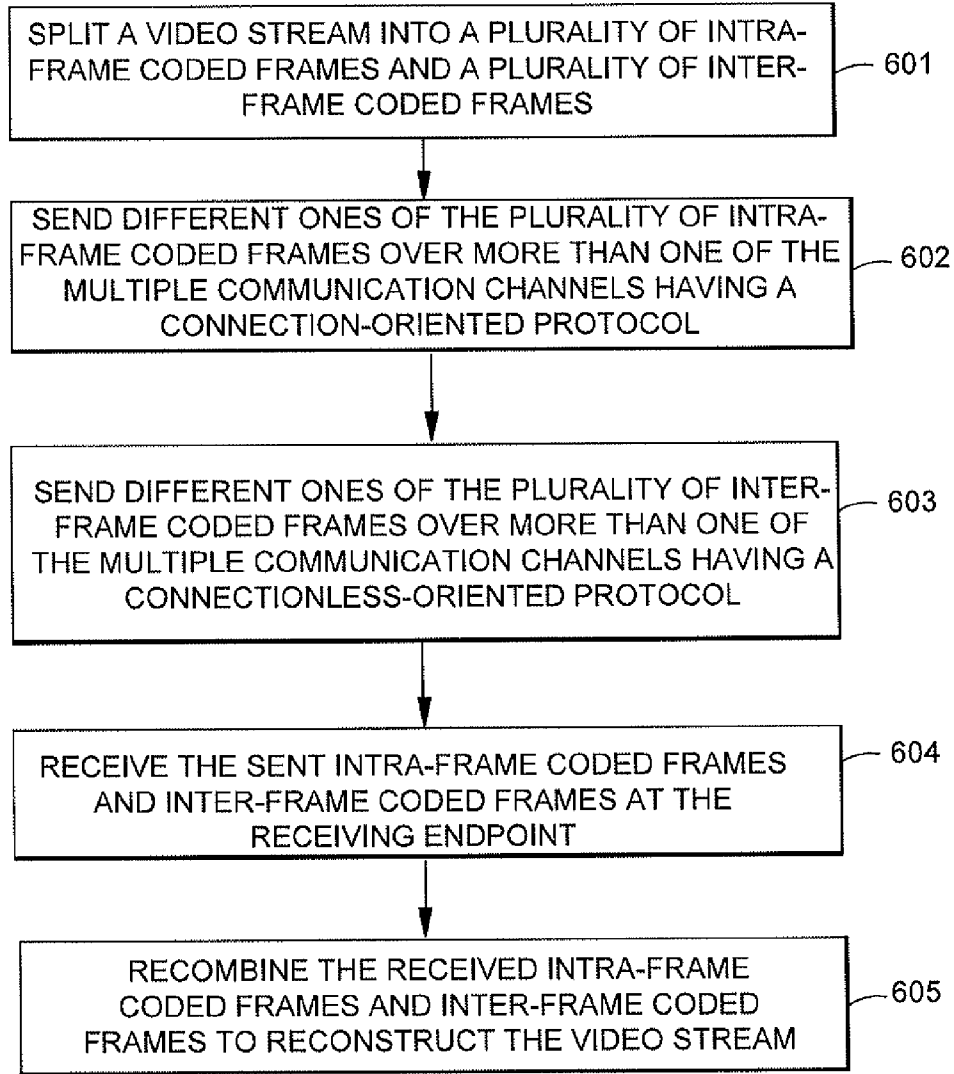 SPLIT A VIDEO STREAM INTO A PLURALITY OF INTRA-
FRAME CODED FRAMES AND A PLURALITY OF INTER-
FRAME CODED FRAMES
601
SEND DIFFERENT ONES OF THE PLURALITY OF INTRA-
FRAME CODED FRAMES OVER MORE THAN ONE OF THE
MULTIPLE COMMUNICATION CHANNELS HAVING A
CONNECTION-ORIENTED PROTOCOL
602
SEND DIFFERENT ONES OF THE PLURALITY OF INTER-
FRAME CODED FRAMES OVER MORE THAN ONE OF
THE MULTIPLE COMMUNICATION CHANNELS HAVING A
CONNECTIONLESS-ORIENTED PROTOCOL
603
RECEIVE THE SENT INTRA-FRAME CODED FRAMES
AND INTER-FRAME CODED FRAMES AT THE
RECEIVING ENDPOINT
604
RECOMBINE THE RECEIVED INTRA-FRAME
CODED FRAMES AND INTER-FRAME CODED
FRAMES TO RECONSTRUCT THE VIDEO STREAM
605